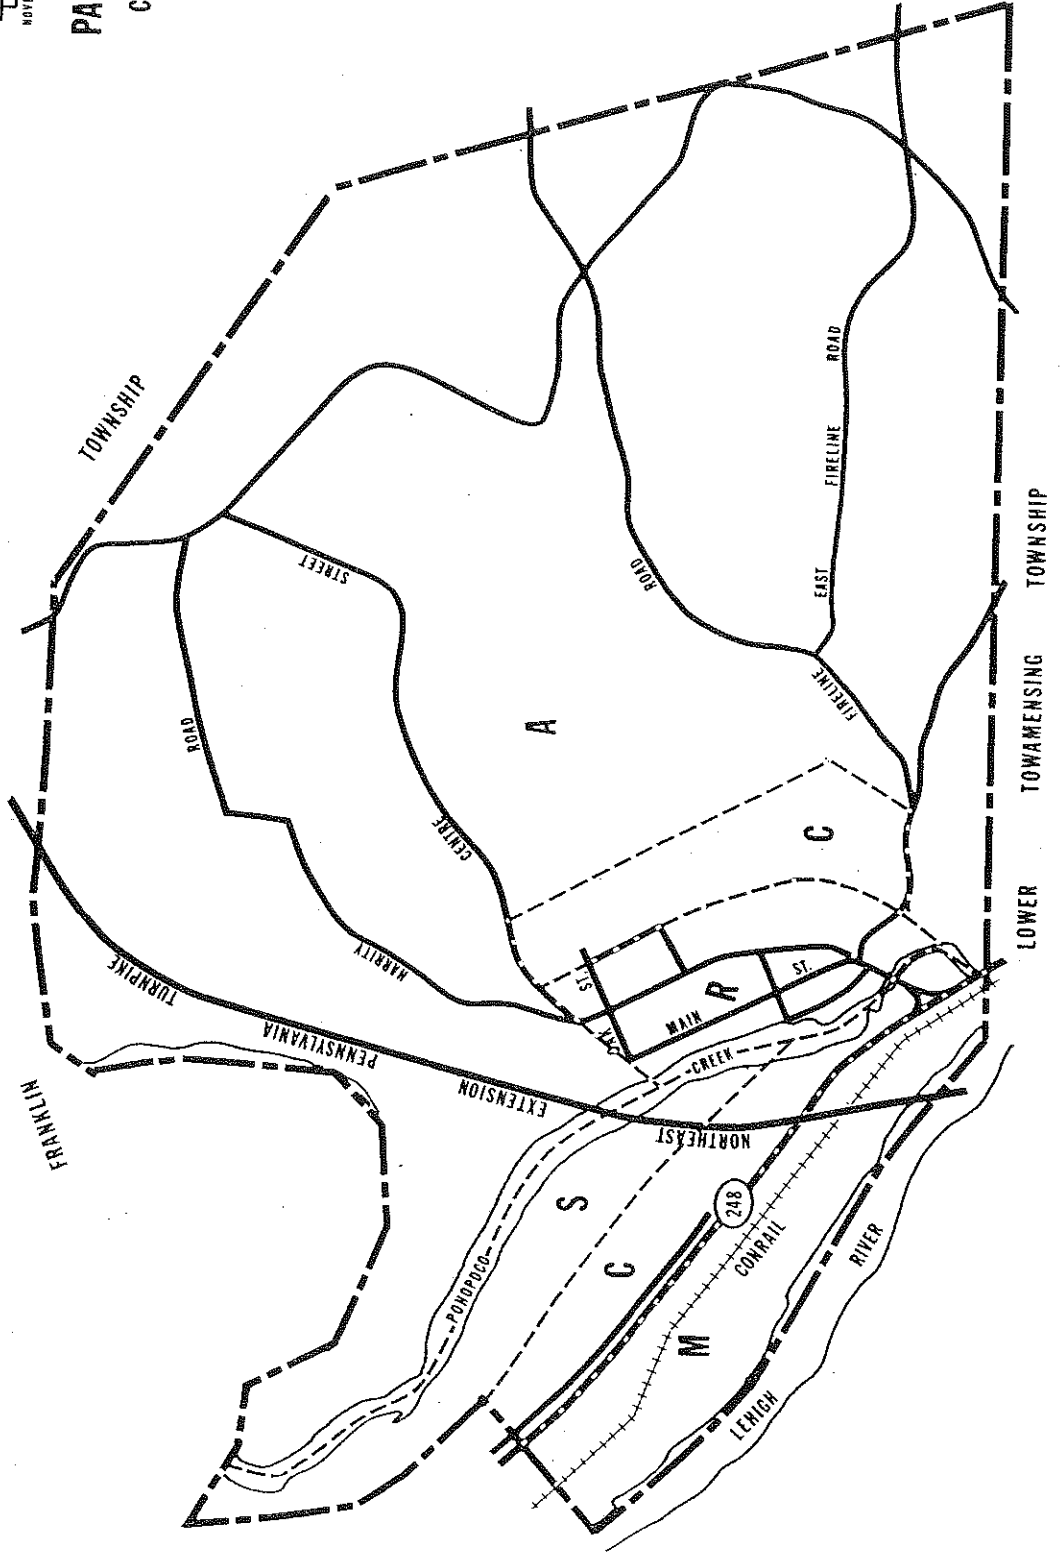 NOVE
PA
C
TOWNSHIP
FRANKLIN
TURNPIKE
PENNSYLVANIA
EXTENSION
NORTHEAST
HARRITY
ROAD
CENTRE
STREET
A
ROAD
FIRELINE
EAST
FIRELINE
ROAD
C
ST.
R
MAIN
ST.
CREEK
POHOPOCO
S
C
248
CONRAIL
M
LEHIGH
RIVER
LOWER
TOWAMENSING
TOWNSHIP